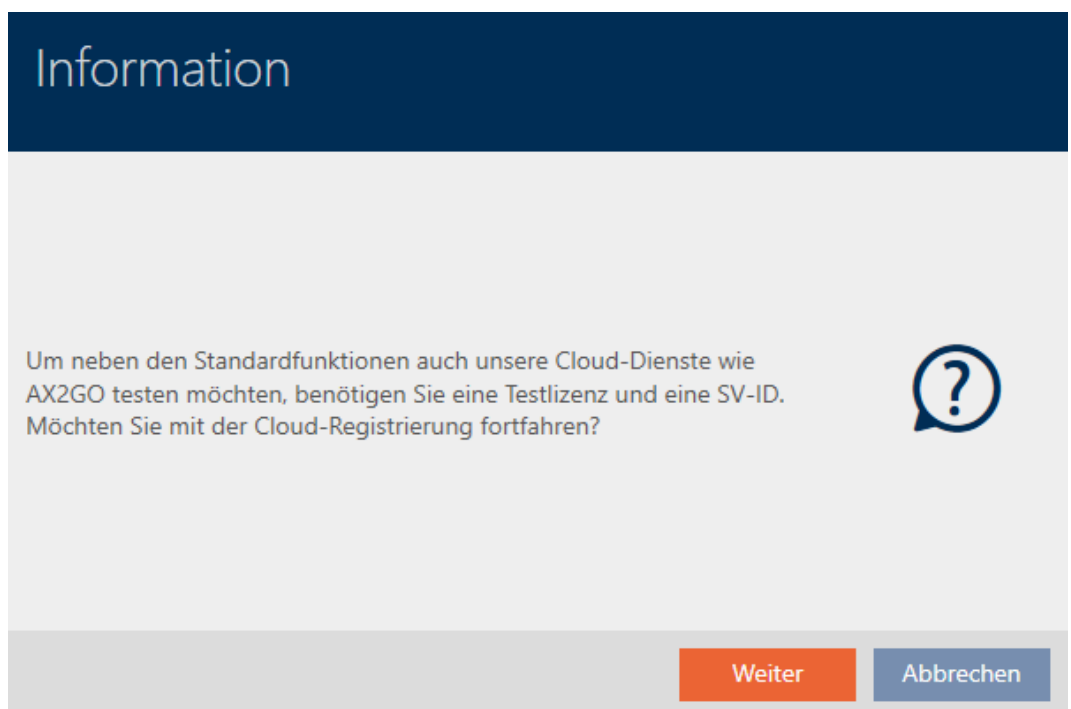 Information
Um neben den Standardfunktionen auch unsere Cloud-Dienste wie
AX2GO testen möchten, benötigen Sie eine Testlizenz und eine SV-ID.
Möchten Sie mit der Cloud-Registrierung fortfahren?
Weiter
Abbrechen